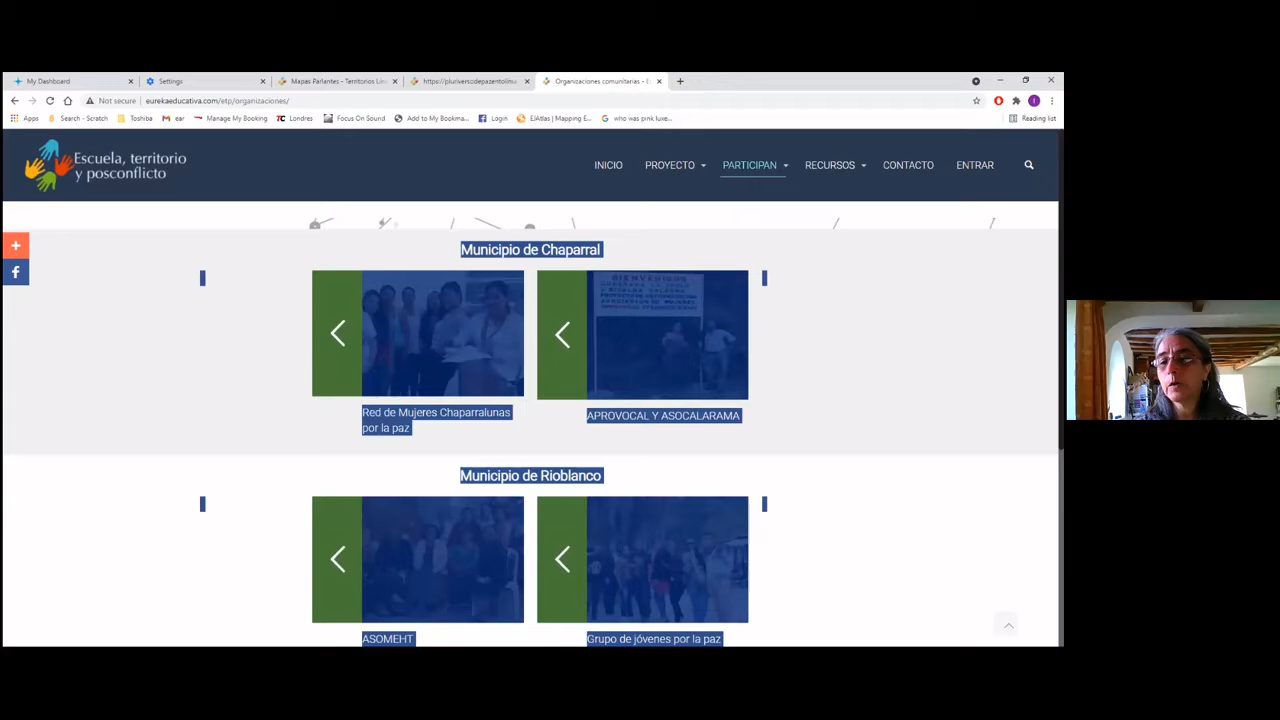 My Dashboard
Settings
Mapas Parlantes - Territorios Lin
https://pluriversodepazentolima
Organizaciones comunitarias - E
Not secure
eurekaeducativa.com/etp/organizaciones/
Apps
Search - Scratch
Toshiba
ear
Manage My Booking
Londres
Focus On Sound
Add to My Bookma...
Login
EJAtlas | Mapping E...
who was pink luxe...
Reading list
Escuela, territorio
y posconflicto
INICIO
PROYECTO
PARTICIPAN
RECURSOS
CONTACTO
ENTRAR
Municipio de Chaparral
BIENVENIDOS
Red de Mujeres Chaparralunas
por la paz
APROVOCAL Y ASOCALARAMA
Municipio de Rioblanco
ASOMEHT
Grupo de jóvenes por la paz